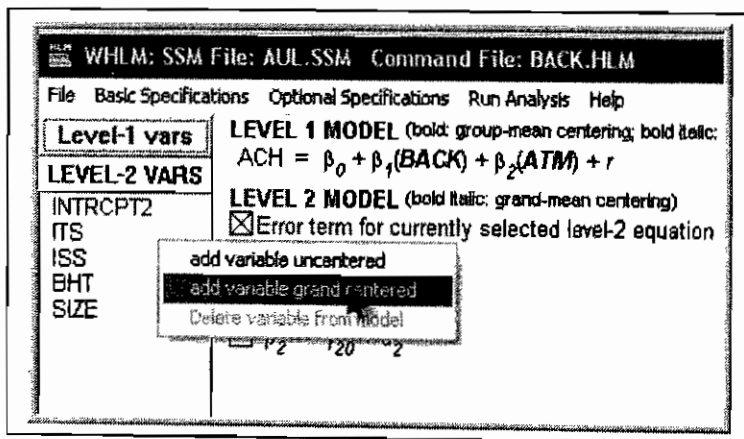 HLM WHLM: SSM File: AUL.SSM Command File: BACK.HLM
File Basic Specifications Optional Specifications Run Analysis Help
Level-1 vars
LEVEL-2 VARS
INTRCPT2
ITS
ISS
BHT
SIZE
LEVEL 1 MODEL (bold: group-mean centering; bold italic:
ACH = β0 + β1(BACK) + β2(ATM) + r
LEVEL 2 MODEL (bold italic: grand-mean centering)
Error term for currently selected level-2 equation
add variable uncentered
add variable grand centered
Delete variable from model